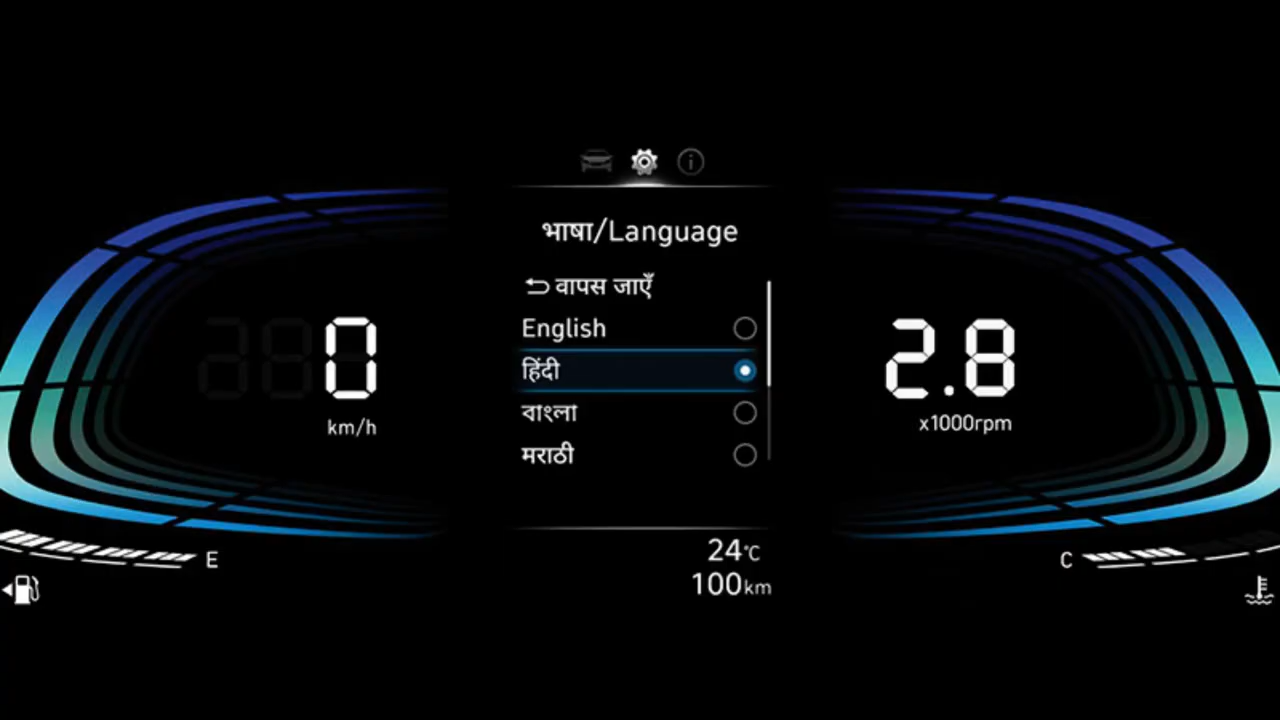 भाषा/Language
वापस जाएँ
English
हिंदी
বাংলা
मराठी
0
km/h
2.8
x1000rpm
E
C
24°C
100km